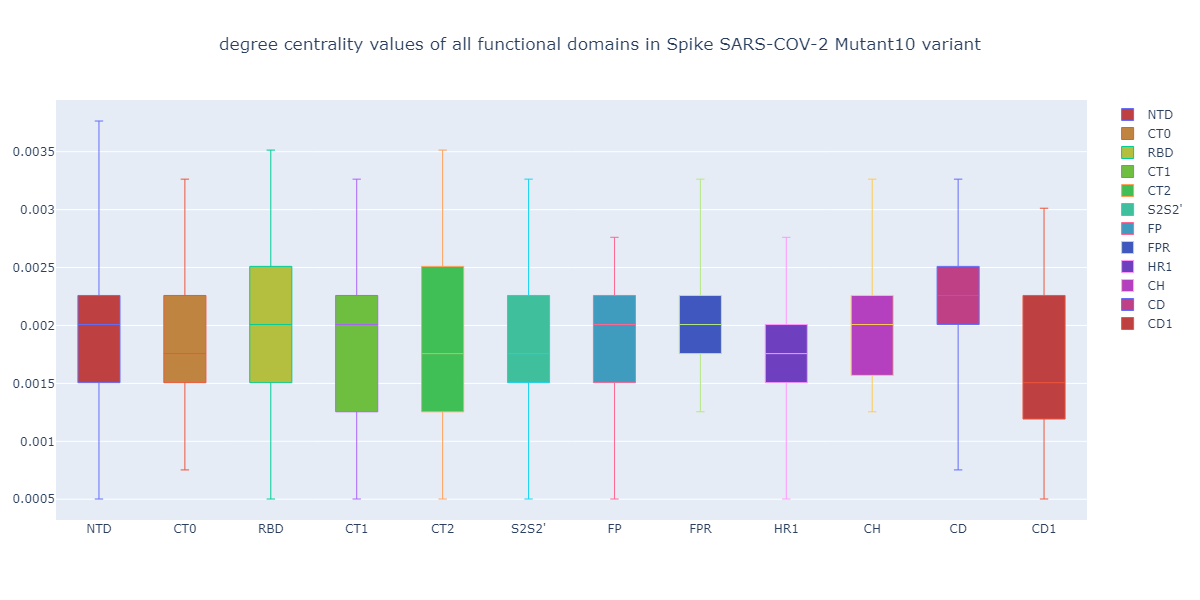 degree centrality values of all functional domains in Spike SARS-COV-2 Mutant10 variant
0.0035
0.003
0.0025
0.002
0.0015
0.001
0.0005
NTD CT0 RBD CT1 CT2 S2S2' FP FPR HR1 CH CD CD1
NTD
CT0
RBD
CT1
CT2
S2S2'
FP
FPR
HR1
CH
CD
CD1